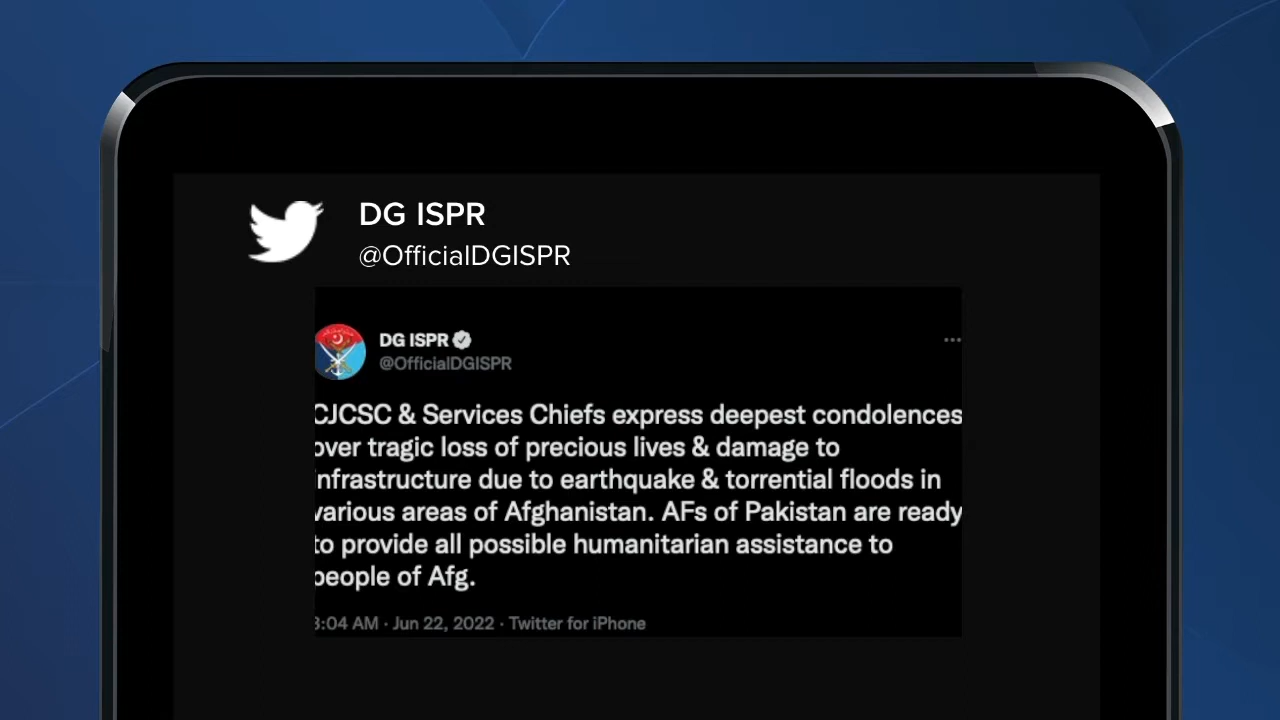 DG ISPR
@OfficialDGISPR
DG ISPR
@OfficialDGISPR
CJCSC & Services Chiefs express deepest condolences
over tragic loss of precious lives & damage to
infrastructure due to earthquake & torrential floods in
various areas of Afghanistan. AFs of Pakistan are ready
to provide all possible humanitarian assistance to
people of Afg.
:04 AM · Jun 22, 2022 · Twitter for iPhone